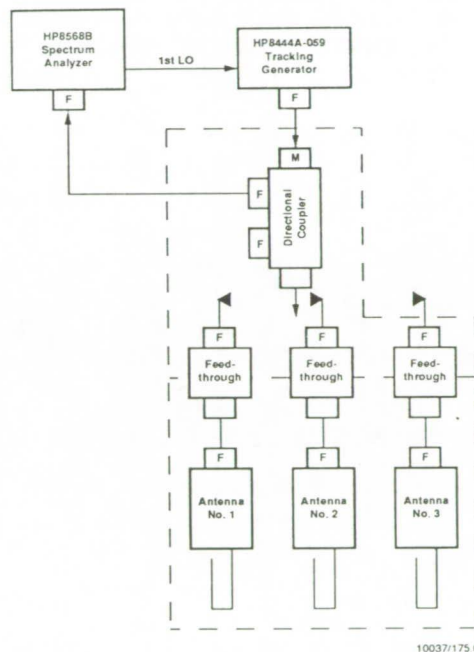 HP8568B
Spectrum
Analyzer
F
1st LO
HP8444A-059
Tracking
Generator
F
M
F
F
Directional
Coupler
F
Feed-
through
F
Feed-
through
F
Feed-
through
F
Antenna
No. 1
F
Antenna
No. 2
F
Antenna
No. 3
10037/175